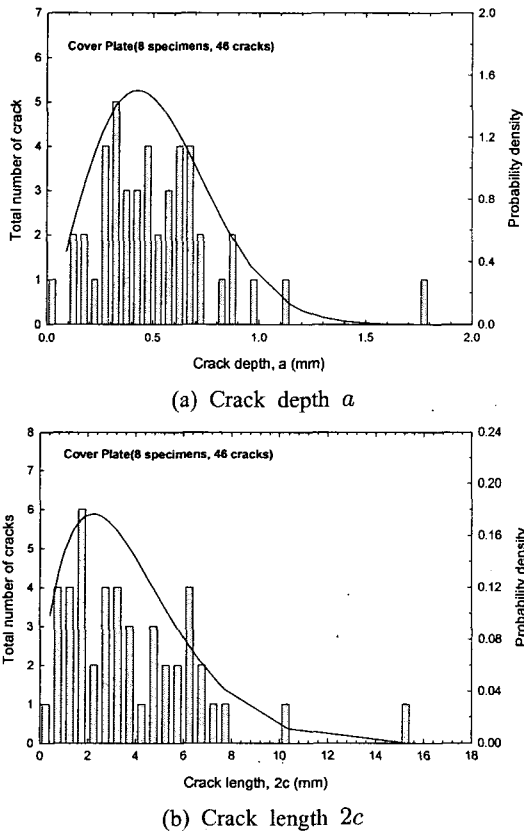 7
2.0
Cover Plate(8 specimens, 46 cracks)
6
1.6
5
1.2
4
3
0.8
2
0.4
1
0
0.0
Total number of crack
Probability density
0.0 0.5 1.0 1.5 2.0
Crack depth, a (mm)
(a) Crack depth a
8
0.24
Cover Plate(8 specimens, 46 cracks)
7
0.20
6
0.16
5
4
0.12
3
0.08
2
0.04
1
0
0.00
Total number of cracks
Probability density
0 2 4 6 8 10 12 14 16 18
Crack length, 2c (mm)
(b) Crack length 2c